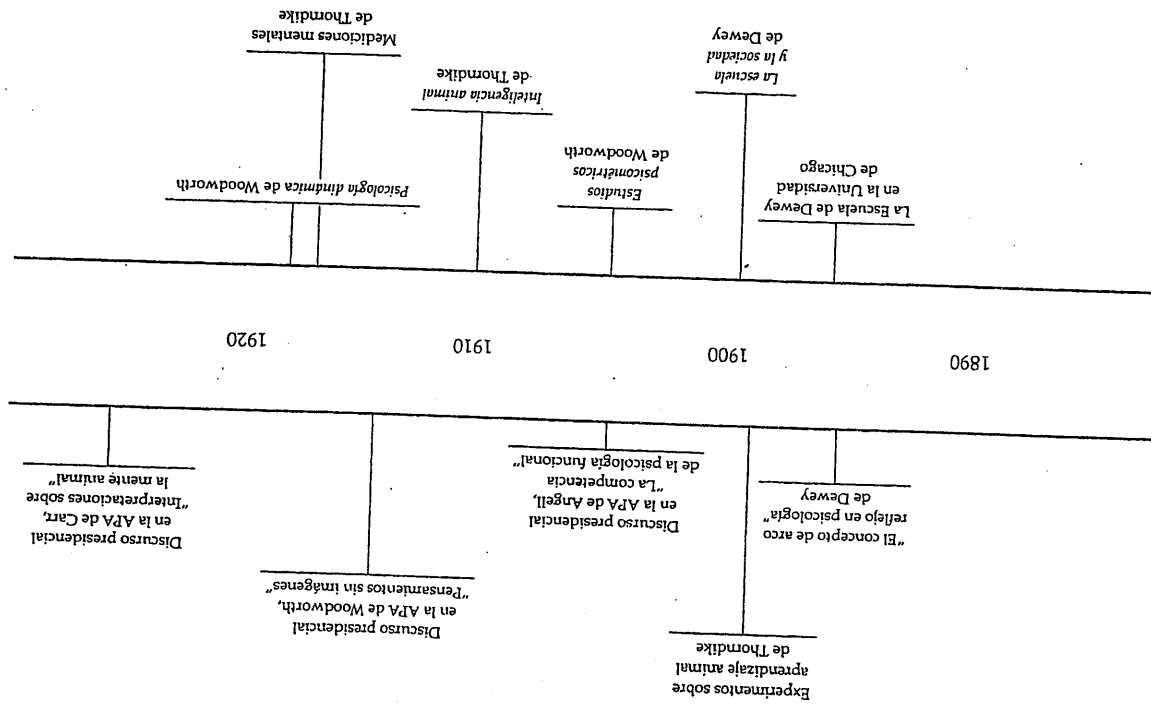 Experimentos sobre
aprendizaje animal
de Thorndike
Discurso presidencial
en la APA de Woodworth,
"Pensamientos sin imágenes"
"El concepto de arco
reflejo en psicología"
de Dewey
Discurso presidencial
en la APA de Angell,
"La competencia
de la psicología funcional"
Discurso presidencial
en la APA de Carr,
"Interpretaciones sobre
la mente animal"
1890
1900
1910
1920
La Escuela de Dewey
en la Universidad
de Chicago
Estudios
psicométricos
de Woodworth
Psicología dinámica de Woodworth
La escuela
y la sociedad
de Dewey
Inteligencia animal
de Thorndike
Mediciones mentales
de Thorndike